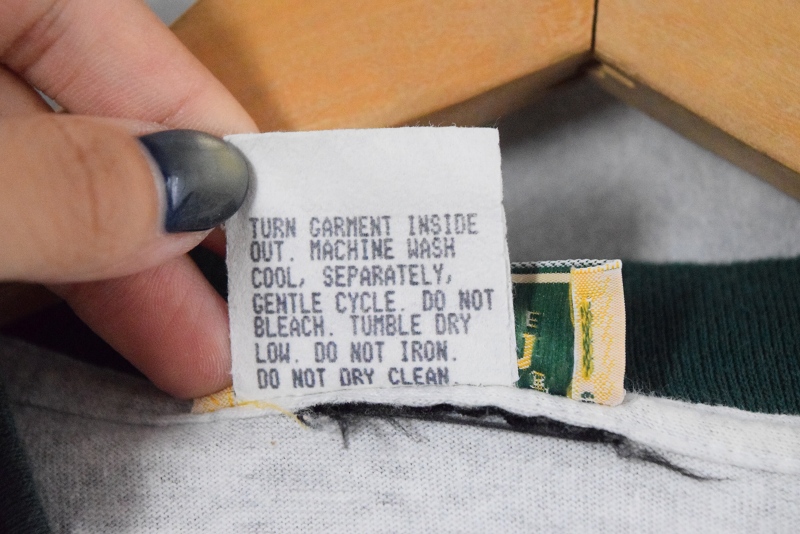 TURN GARMENT INSIDE
OUT. MACHINE WASH
COOL, SEPARATELY,
GENTLE CYCLE. DO NOT
BLEACH. TUMBLE DRY
LOW. DO NOT IRON.
DO NOT DRY CLEAN.